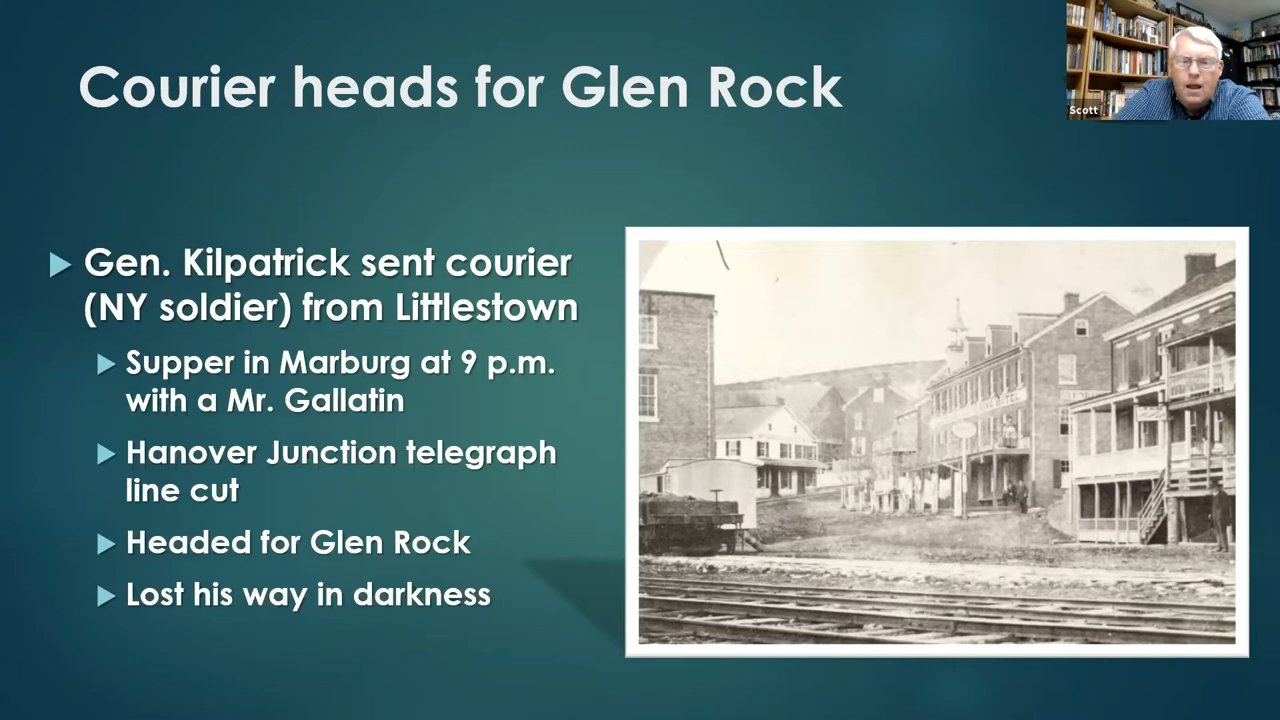 Courier heads for Glen Rock
Scott
Gen. Kilpatrick sent courier
(NY soldier) from Littlestown
Supper in Marburg at 9 p.m.
with a Mr. Gallatin
Hanover Junction telegraph
line cut
Headed for Glen Rock
Lost his way in darkness